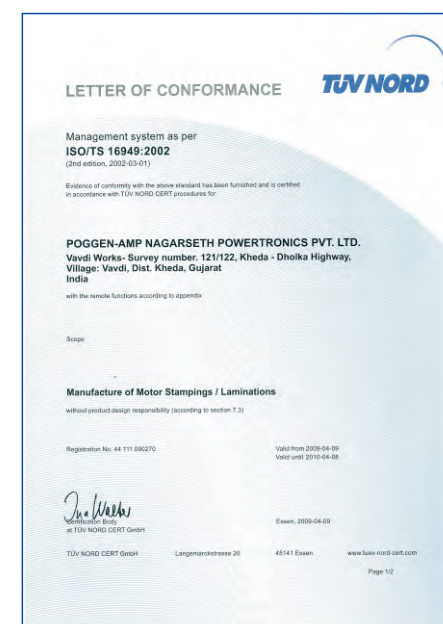 LETTER OF CONFORMANCE
TÜV NORD
Management system as per
ISO/TS 16949:2002
(2nd edition, 2002-03-01)
Evidence of conformity with the above standard has been furnished and is certified
in accordance with TÜV NORD CERT procedures for
POGGEN-AMP NAGARSETH POWERTRONICS PVT. LTD.
Vavdi Works- Survey number. 121/122, Kheda - Dholka Highway,
Village: Vavdi, Dist. Kheda, Gujarat
India
with the remote functions according to appendix
Scope
Manufacture of Motor Stampings / Laminations
without product design responsibility (according to section 7.3)
Registration No. 44 111 090270
Valid from 2009-04-09
Valid until 2010-04-08
Certification Body
at TÜV NORD CERT GmbH
Essen, 2009-04-09
TÜV NORD CERT GmbH
Langemarckstrasse 20
45141 Essen
www.tuev-nord-cert.com
Page 1/2